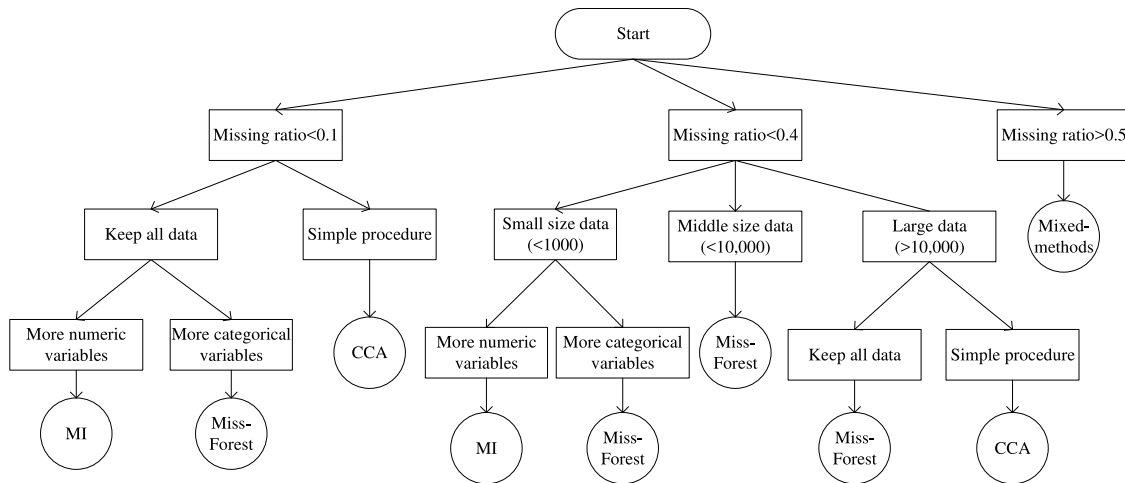 Start
Missing ratio<0.1
Missing ratio<0.4
Missing ratio>0.5
Keep all data
Simple procedure
Small size data
(<1000)
Middle size data
(<10,000)
Large data
(>10,000)
Mixed-
methods
More numeric
variables
More categorical
variables
CCA
More numeric
variables
More categorical
variables
Miss-
Forest
Keep all data
Simple procedure
MI
Miss-
Forest
MI
Miss-
Forest
Miss-
Forest
CCA